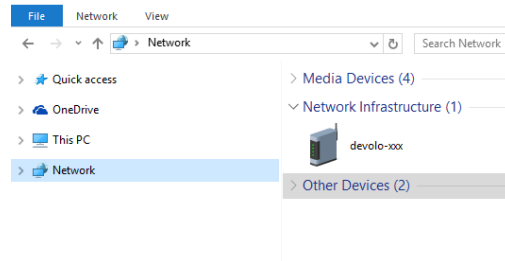 File Network View
Network Search Network
Quick access
OneDrive
This PC
Network
Media Devices (4)
Network Infrastructure (1)
devolo-xxx
Other Devices (2)